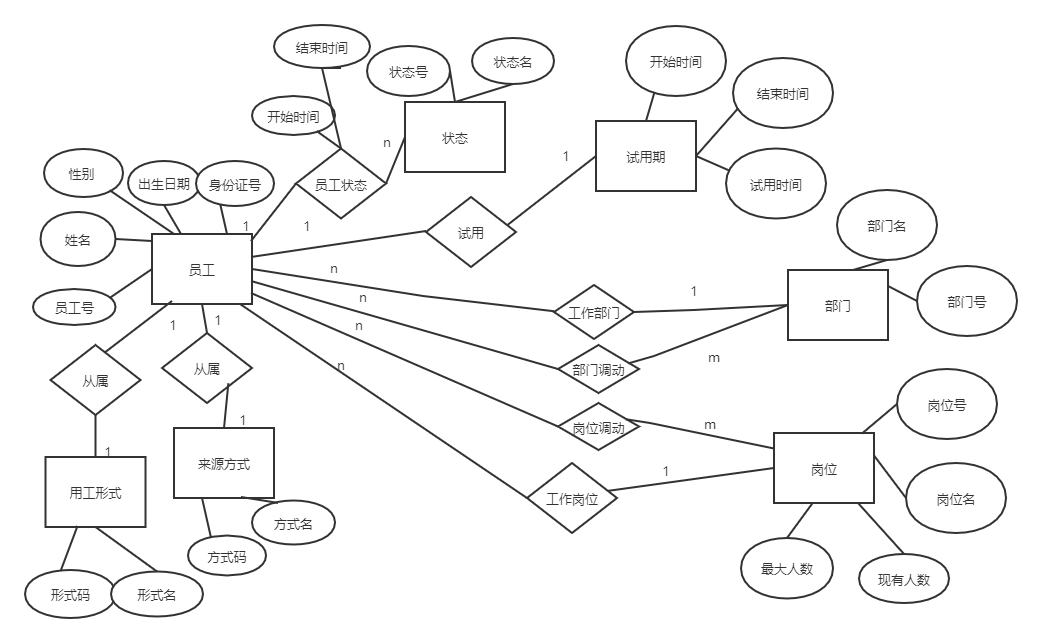 结束时间
状态号
状态名
开始时间
状态
n
员工状态
开始时间
结束时间
试用期
试用时间
1
试用
性别
出生日期
身份证号
姓名
员工号
员工
1
1
n
n
n
n
部门名
部门号
部门
1
工作部门
部门调动
m
岗位调动
m
工作岗位
1
岗位
岗位号
岗位名
最大人数
现有人数
1
1
从属
从属
1
1
用工形式
来源方式
方式名
方式码
形式码
形式名